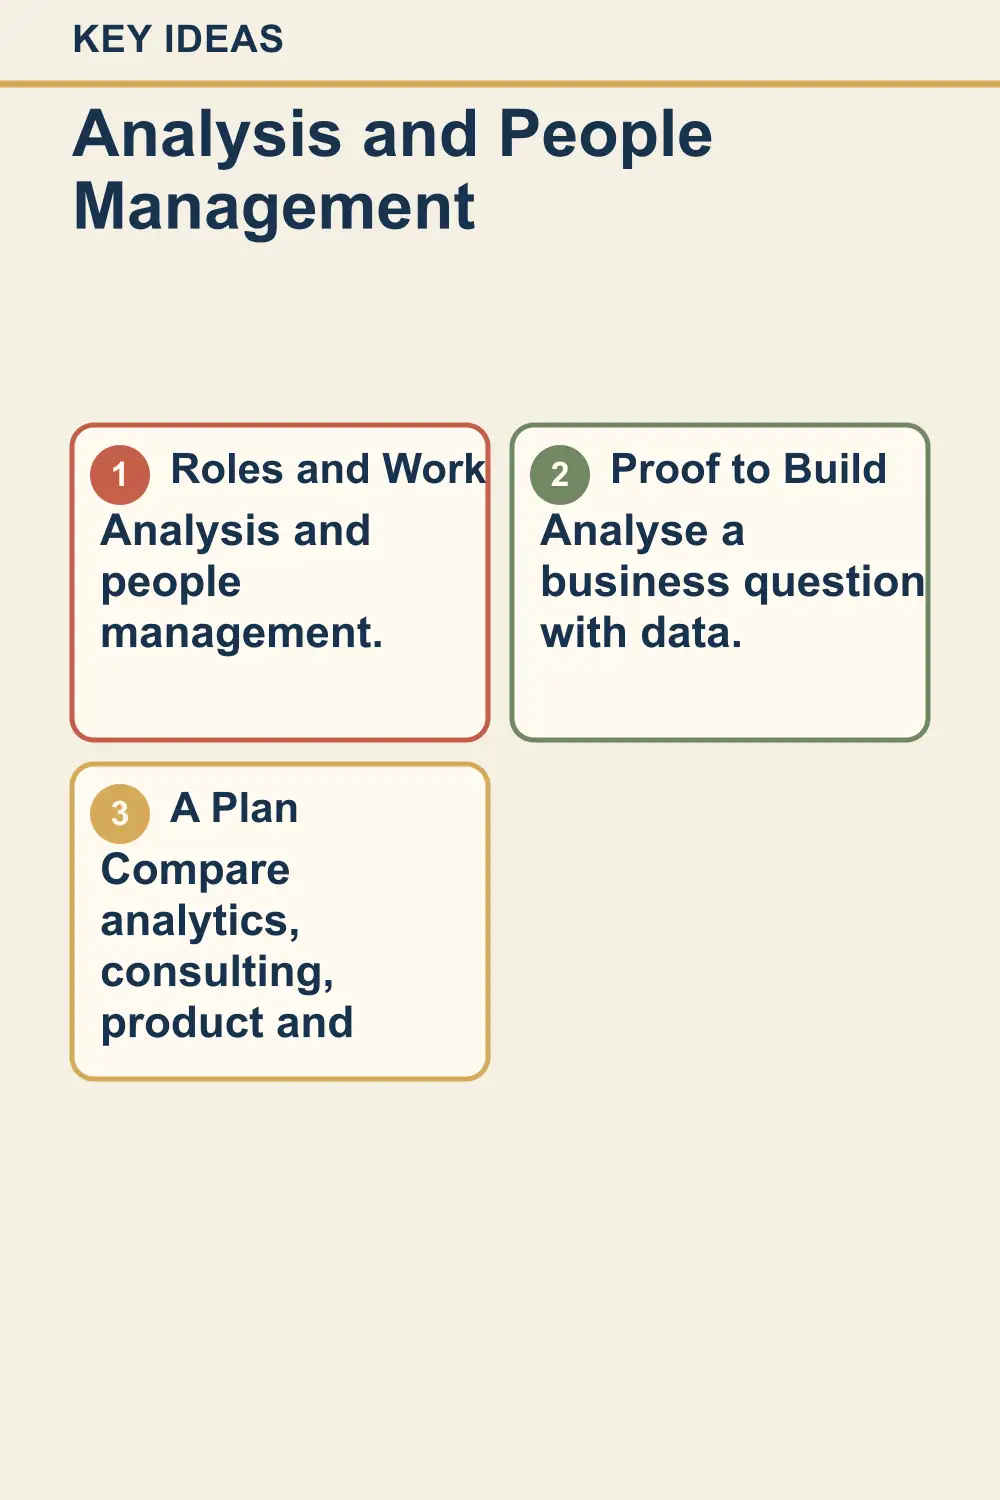 KEY IDEAS
Analysis and People
Management
1 Roles and Work
Analysis and
people
management.
2 Proof to Build
Analyse a
business question
with data.
3 A Plan
Compare
analytics,
consulting,
product and